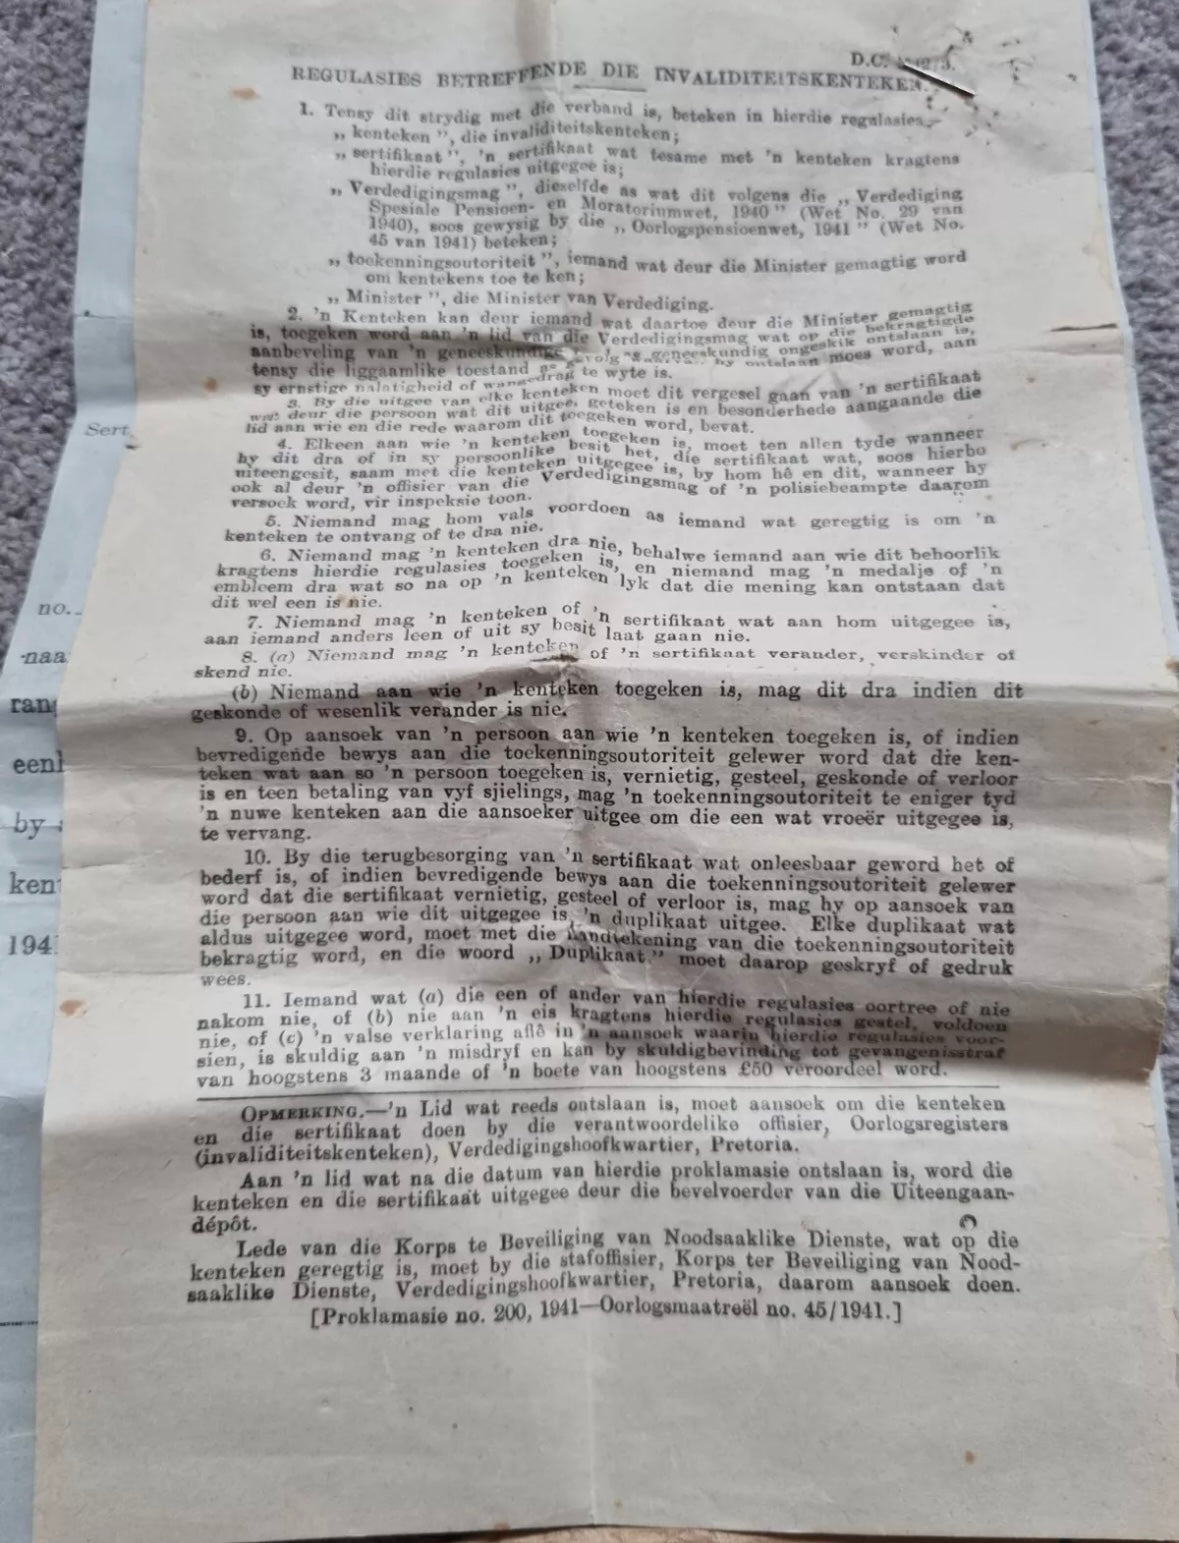 D.C.
REGULASIES BETREFFENDE DIE INVALIDITEITSKENTEKEN.
1. Tensy dit strydig met die verband is, beteken in hierdie regulasies,—
„ kenteken ”, die invaliditeitskenteken;
„ sertifikaat ”, 'n sertifikaat wat tesame met 'n kenteken kragtens
hierdie regulasies uitgegee is;
„ Verdedigingsmag ”, dieselfde as wat dit volgens die „ Verdediging
Spesiale Pensioen- en Moratoriumwet, 1940 ” (Wet No. 29 van
1940), soos gewysig by die „ Oorlogspensioenwet, 1941 ” (Wet No.
45 van 1941) beteken;
„ toekenningsoutoriteit ”, iemand wat deur die Minister gemagtig word
om kentekens toe te ken;
„ Minister ”, die Minister van Verdediging.
2. 'n Kenteken kan deur iemand wat daartoe deur die Minister gemagtig
is, toegeken word aan 'n lid van die Verdedigingsmag wat op die bekragtigde
aanbeveling van 'n geneeskundige geneeskundig ongeskik ontslaan is,
tensy die liggaamlike toestand ontslaan moes word, aan
sy ernstige nalatigheid of wangedrag te wyte is.
3. By die uitgee van elke kenteken moet dit vergesel gaan van 'n sertifikaat
wat deur die persoon wat dit uitgee, geteken is en besonderhede aangaande die
lid aan wie en die rede waarom dit toegeken word, bevat.
4. Elkeen aan wie 'n kenteken toegeken is, moet ten allen tyde wanneer
hy dit dra of in sy persoonlike besit het, die sertifikaat wat, soos hierbo
uiteengesit, saam met die kenteken uitgegee is, by hom hê en dit, wanneer hy
ook al deur 'n offisier van die Verdedigingsmag of 'n polisiebeampte daarom
versoek word, vir inspeksie toon.
5. Niemand mag hom vals voordoen as iemand wat geregtig is om 'n
kenteken te ontvang of te dra nie.
6. Niemand mag 'n kenteken dra nie, behalwe iemand aan wie dit behoorlik
kragtens hierdie regulasies toegeken is, en niemand mag 'n medalje of 'n
embleem dra wat so na op 'n kenteken lyk dat die mening kan ontstaan dat
dit wel een is nie.
7. Niemand mag 'n kenteken of 'n sertifikaat wat aan hom uitgegee is,
aan iemand anders leen of uit sy besit laat gaan nie.
8. (a) Niemand mag 'n kenteken of 'n sertifikaat verander, verskinder of
skend nie.
(b) Niemand aan wie 'n kenteken toegeken is, mag dit dra indien dit
geskonde of wesenlik verander is nie.
9. Op aansoek van 'n persoon aan wie 'n kenteken toegeken is, of indien
bevredigende bewys aan die toekenningsoutoriteit gelewer word dat die ken-
teken wat aan so 'n persoon toegeken is, vernietig, gesteel, geskonde of verloor
is en teen betaling van vyf sjielings, mag 'n toekenningsoutoriteit te eniger tyd
'n nuwe kenteken aan die aansoeker uitgee om die een wat vroeër uitgegee is,
te vervang.
10. By die terugbesorging van 'n sertifikaat wat onleesbaar geword het of
bederf is, of indien bevredigende bewys aan die toekenningsoutoriteit gelewer
word dat die sertifikaat vernietig, gesteel of verloor is, mag hy op aansoek van
die persoon aan wie dit uitgegee is 'n duplikaat uitgee. Elke duplikaat wat
aldus uitgegee word, moet met die handtekening van die toekenningsoutoriteit
bekragtig word, en die woord „ Duplikaat ” moet daarop geskryf of gedruk
wees.
11. Iemand wat (a) die een of ander van hierdie regulasies oortree of nie
nakom nie, of (b) nie aan 'n eis kragtens hierdie regulasies gestel, voldoen
nie, of (c) 'n valse verklaring aflê in 'n aansoek waarin hierdie regulasies voor-
sien, is skuldig aan 'n misdryf en kan by skuldigbevinding tot gevangenisstraf
van hoogstens 3 maande of 'n boete van hoogstens £50 veroordeel word.
OPMERKING.—'n Lid wat reeds ontslaan is, moet aansoek om die kenteken
en die sertifikaat doen by die verantwoordelike offisier, Oorlogsregisters
(invaliditeitskenteken), Verdedigingshoofkwartier, Pretoria.
Aan 'n lid wat na die datum van hierdie proklamasie ontslaan is, word die
kenteken en die sertifikaat uitgegee deur die bevelvoerder van die Uiteengaan-
dépôt.
Lede van die Korps te Beveiliging van Noodsaaklike Dienste, wat op die
kenteken geregtig is, moet by die stafoffisier, Korps ter Beveiliging van Nood-
saaklike Dienste, Verdedigingshoofkwartier, Pretoria, daarom aansoek doen.
[Proklamasie no. 200, 1941—Oorlogsmaatreël no. 45/1941.]
Sert.
no.
-naa
ran
een
by
ken
194